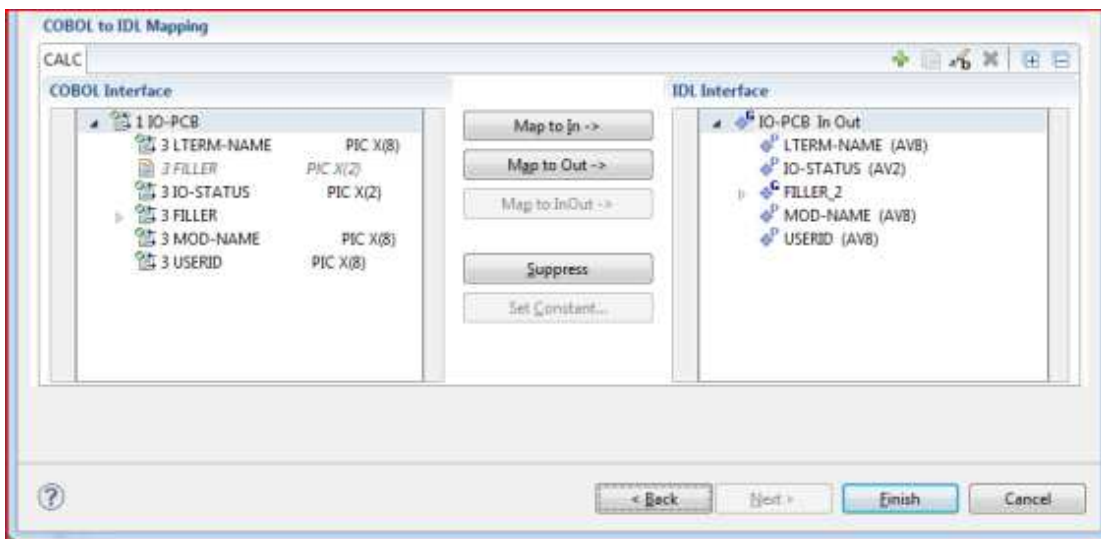 COBOL to IDL Mapping
CALC
COBOL Interface
1 IO-PCB
3 LTERM-NAME PIC X(8)
3 FILLER PIC X(2)
3 IO-STATUS PIC X(2)
3 FILLER
3 MOD-NAME PIC X(8)
3 USERID PIC X(8)
Map to In ->
Map to Out ->
Map to InOut ->
Suppress
Set Constant...
IDL Interface
IO-PCB In Out
LTERM-NAME (AV8)
IO-STATUS (AV2)
FILLER_2
MOD-NAME (AV8)
USERID (AV8)
< Back
Next >
Finish
Cancel